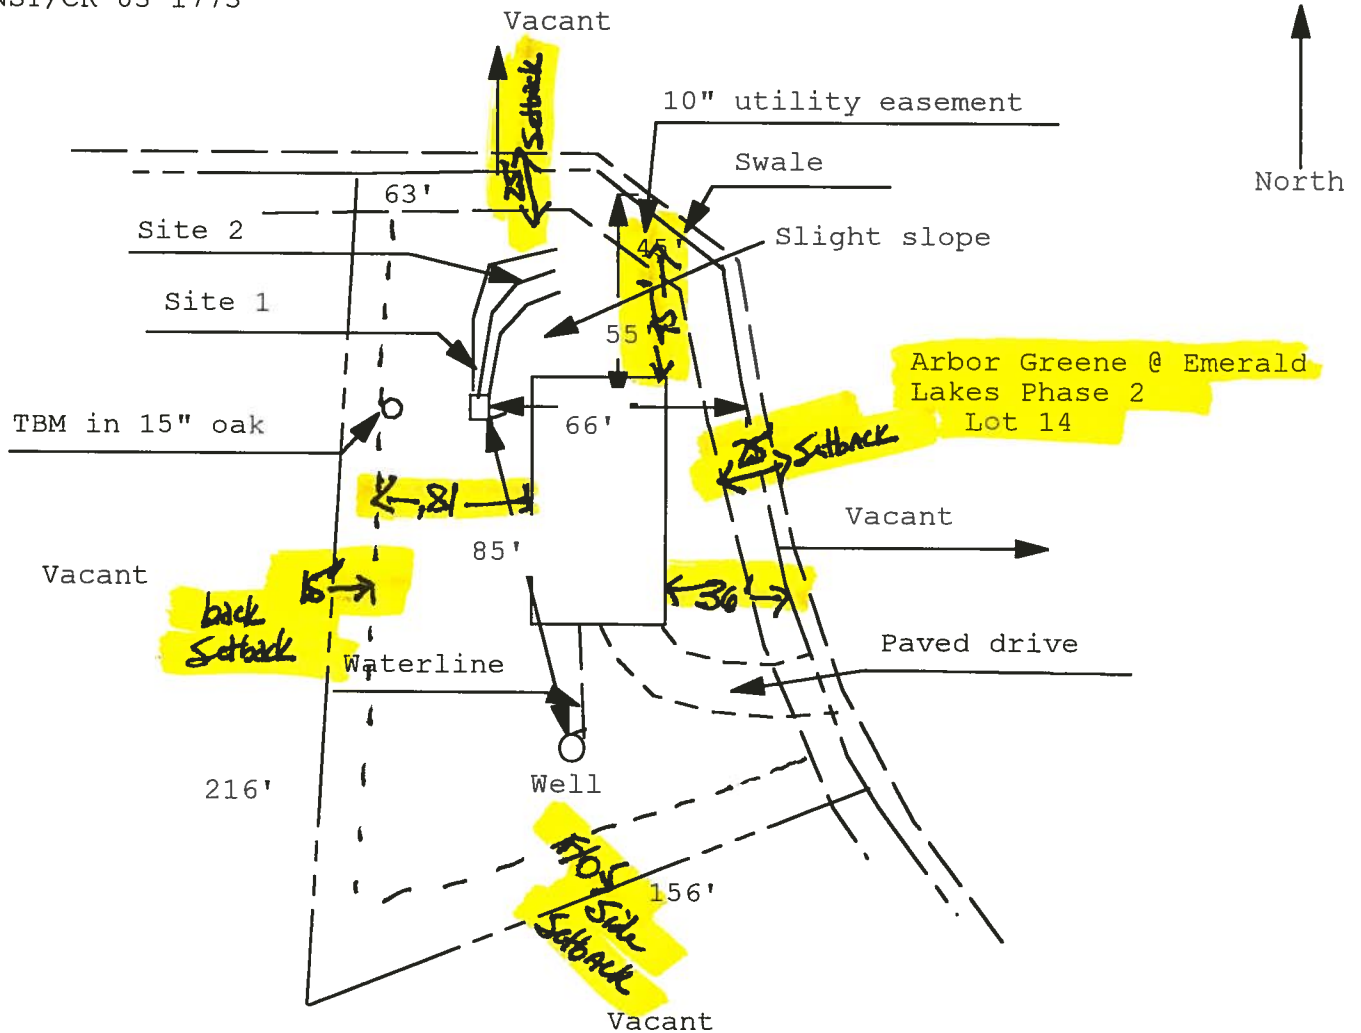 Vacant
25' Setback
10" utility easement
Swale
North
63'
Site 2
45'
Slight slope
Site 1
55
Arbor Greene @ Emerald
Lakes Phase 2
Lot 14
66'
TBM in 15" oak
25' Setback
Vacant
85'
Vacant
15
back
Setback
36
Waterline
Paved drive
216'
Well
156'
Side
Setback
Vacant